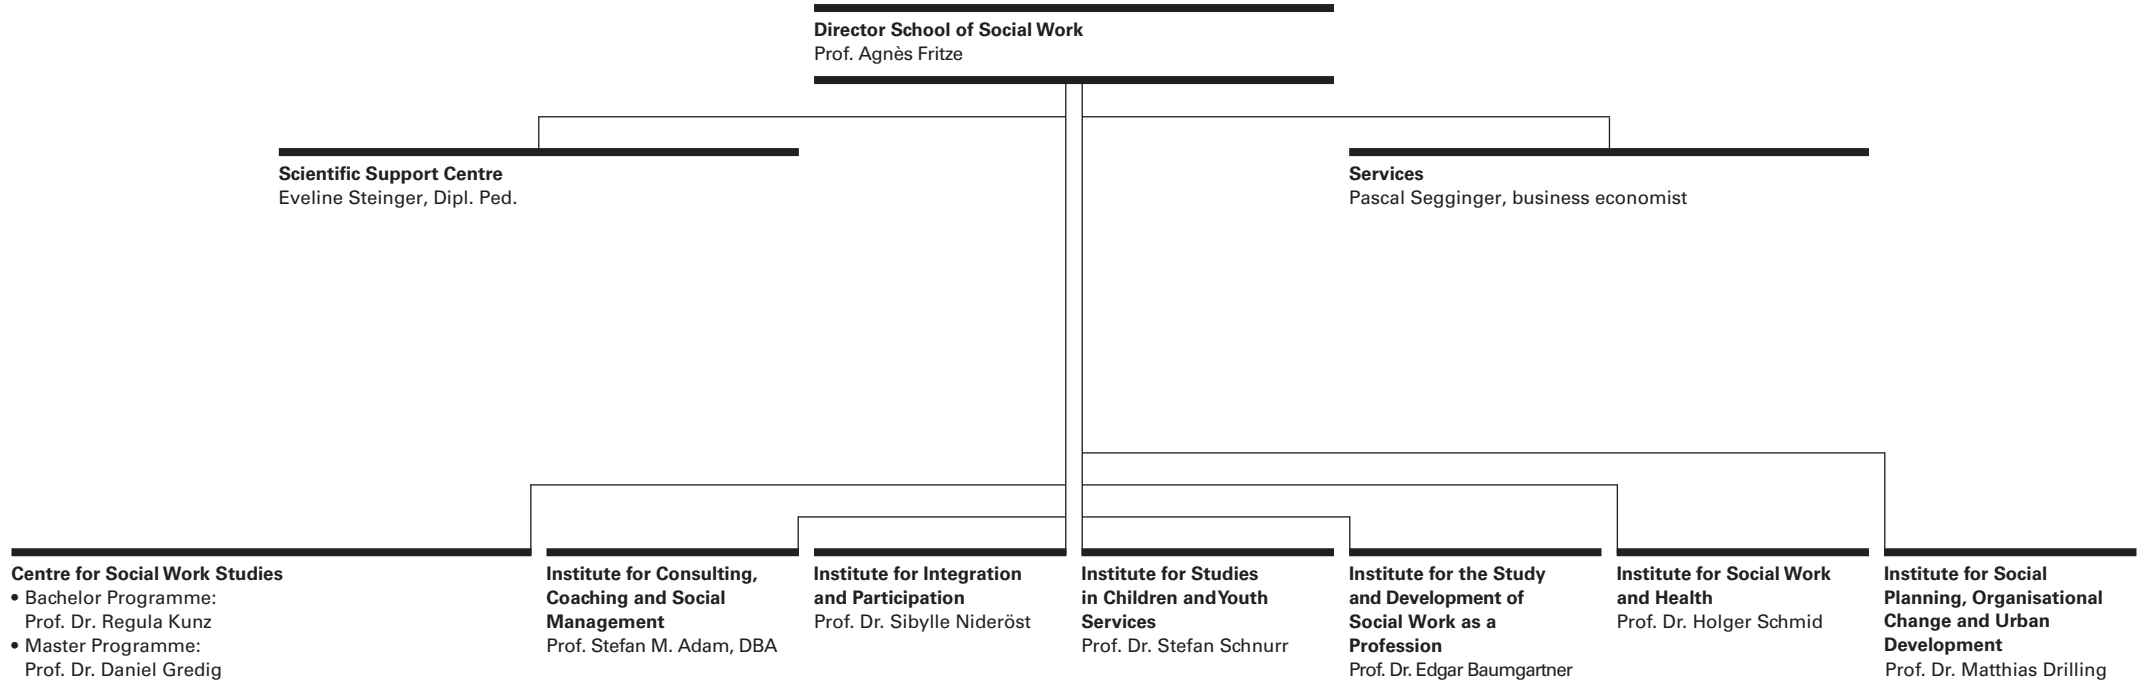 Director School of Social Work
Prof. Agnès Fritze
Scientific Support Centre
Eveline Steinger, Dipl. Ped.
Services
Pascal Segginger, business economist
Centre for Social Work Studies
• Bachelor Programme:
Prof. Dr. Regula Kunz
• Master Programme:
Prof. Dr. Daniel Gredig
Institute for Consulting,
Coaching and Social
Management
Prof. Stefan M. Adam, DBA
Institute for Integration
and Participation
Prof. Dr. Sibylle Nideröst
Institute for Studies
in Children and Youth
Services
Prof. Dr. Stefan Schnurr
Institute for the Study
and Development of
Social Work as a
Profession
Prof. Dr. Edgar Baumgartner
Institute for Social Work
and Health
Prof. Dr. Holger Schmid
Institute for Social
Planning, Organisational
Change and Urban
Development
Prof. Dr. Matthias Drilling